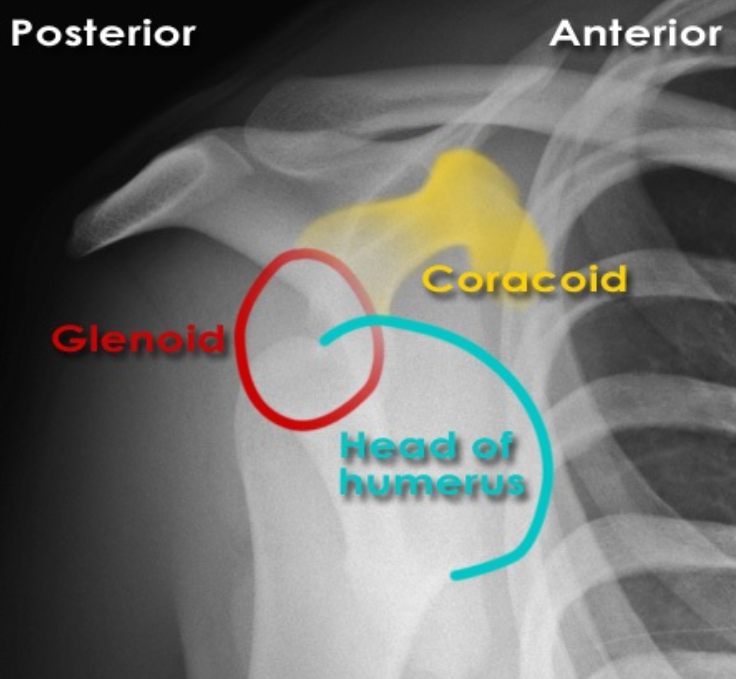 Posterior
Anterior
Coracoid
Glenoid
Head of
humerus